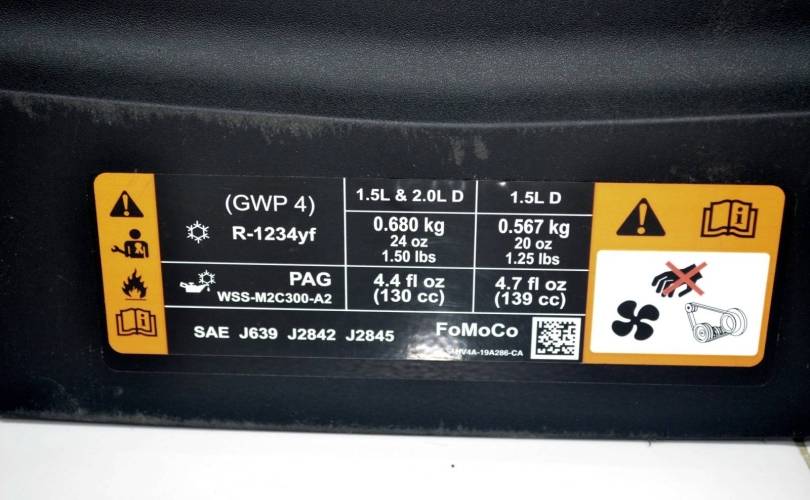 (GWP 4)
R-1234yf
1.5L & 2.0L D
1.5L D
0.680 kg
24 oz
1.50 lbs
0.567 kg
20 oz
1.25 lbs
PAG
WSS-M2C300-A2
4.4 fl oz
(130 cc)
4.7 fl oz
(139 cc)
SAE J639 J2842 J2845
FoMoCo